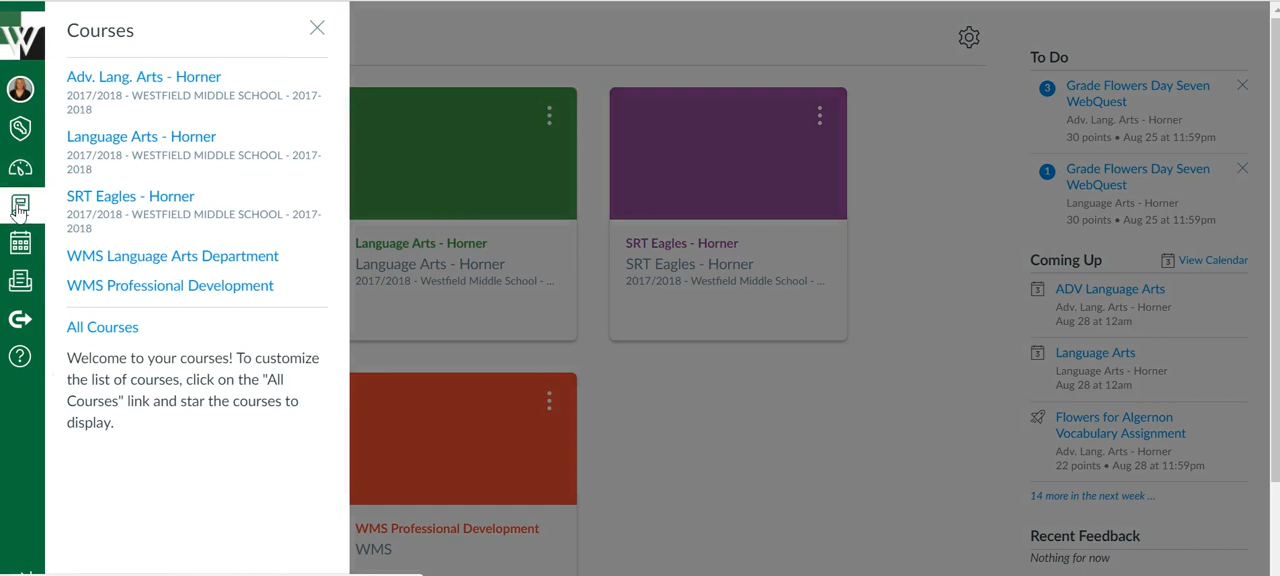 W
Courses
Adv. Lang. Arts - Horner
2017/2018 - WESTFIELD MIDDLE SCHOOL - 2017-
2018
Language Arts - Horner
2017/2018 - WESTFIELD MIDDLE SCHOOL - 2017-
2018
SRT Eagles - Horner
2017/2018 - WESTFIELD MIDDLE SCHOOL - 2017-
2018
WMS Language Arts Department
WMS Professional Development
All Courses
Welcome to your courses! To customize
the list of courses, click on the "All
Courses" link and star the courses to
display.
Language Arts - Horner
Language Arts - Horner
2017/2018 - Westfield Middle School - ...
SRT Eagles - Horner
SRT Eagles - Horner
2017/2018 - Westfield Middle School - ...
WMS Professional Development
WMS
To Do
3
Grade Flowers Day Seven
WebQuest
Adv. Lang. Arts - Horner
30 points • Aug 25 at 11:59pm
1
Grade Flowers Day Seven
WebQuest
Language Arts - Horner
30 points • Aug 25 at 11:59pm
Coming Up
3 View Calendar
3 ADV Language Arts
Adv. Lang. Arts - Horner
Aug 28 at 12am
3 Language Arts
Language Arts - Horner
Aug 28 at 12am
Flowers for Algernon
Vocabulary Assignment
Adv. Lang. Arts - Horner
22 points • Aug 28 at 11:59pm
14 more in the next week ...
Recent Feedback
Nothing for now